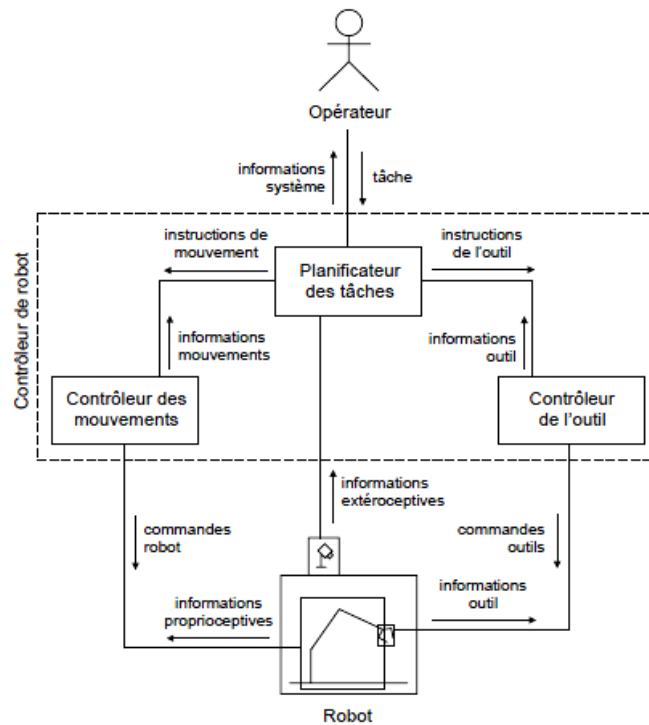 Opérateur
informations
système
tâche
Contrôleur de robot
instructions de
mouvement
Planificateur
des tâches
instructions
de l'outil
informations
mouvements
informations
outil
Contrôleur des
mouvements
Contrôleur
de l'outil
informations
extéroceptives
commandes
robot
commandes
outils
informations
proprioceptives
informations
outil
Robot